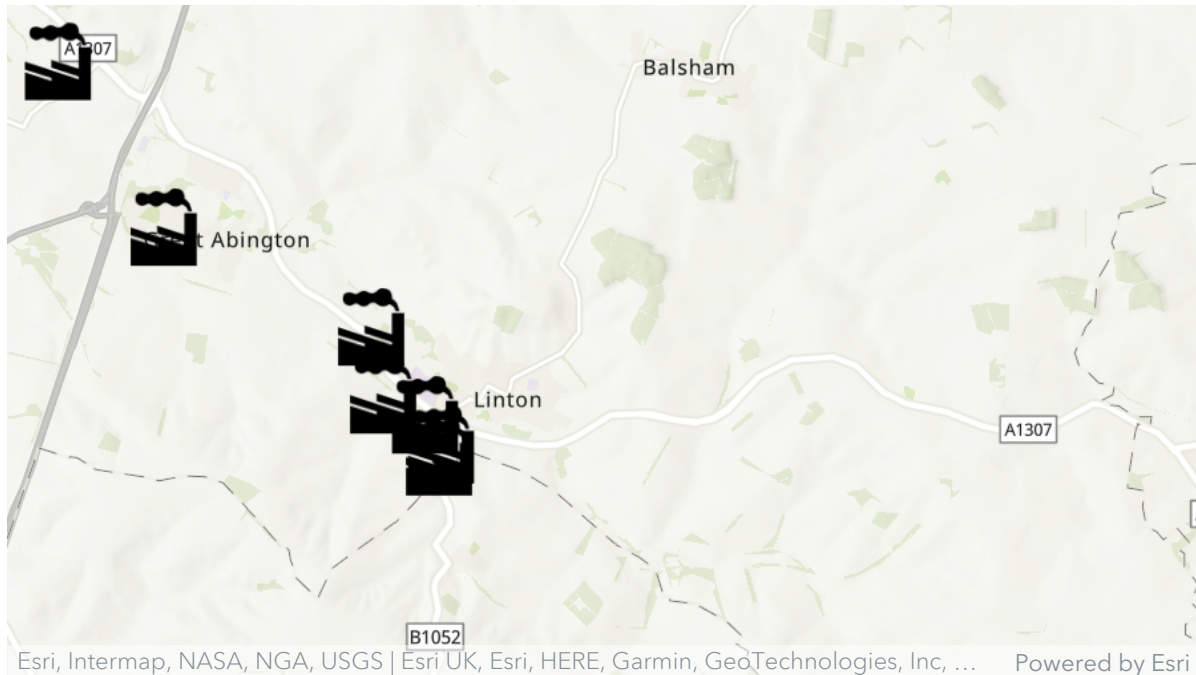 Balsham
Abington
Linton
A1307
B1052
Esri, Intermap, NASA, NGA, USGS | Esri UK, Esri, HERE, Garmin, GeoTechnologies, Inc, ...
Powered by Esri